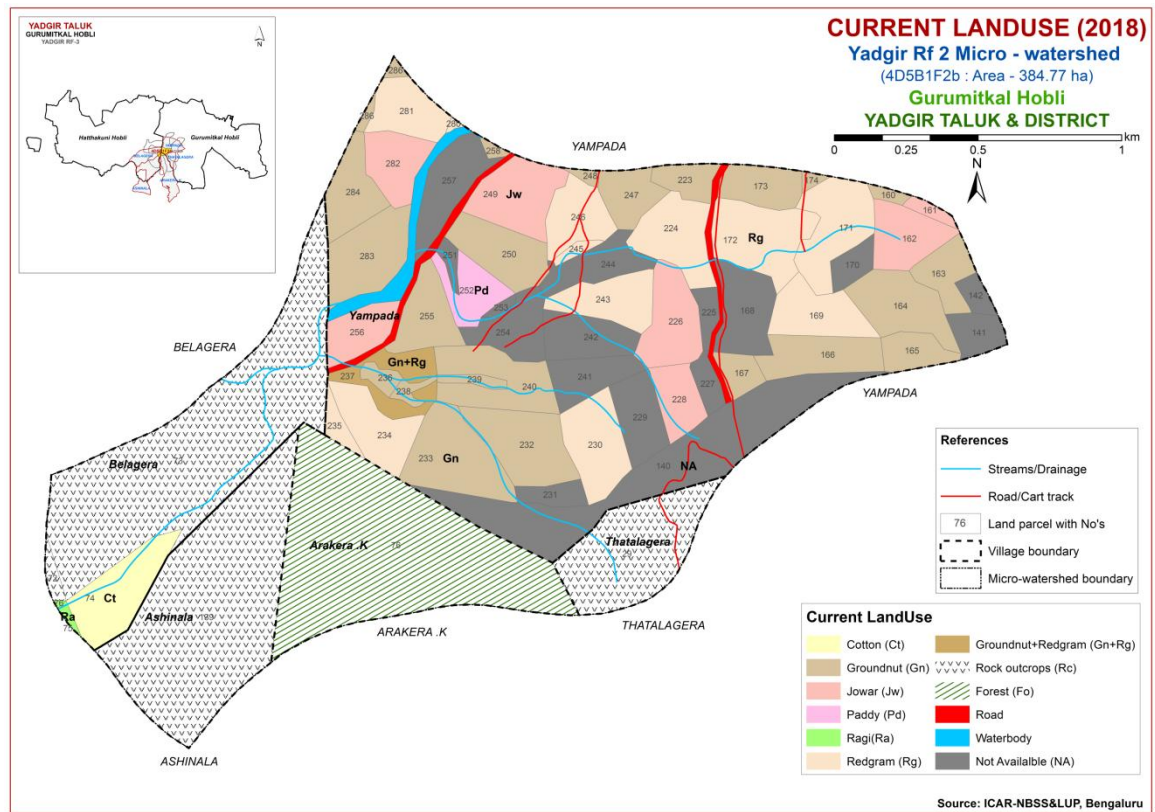 YADGIR TALUK
GURUMITKAL HOBLI
YADGIR RF-3
N
Hatthakuni Hobli
Gurumitkal Hobli
CURRENT LANDUSE (2018)
Yadgir Rf 2 Micro - watershed
(4D5B1F2b : Area - 384.77 ha)
Gurumitkal Hobli
YADGIR TALUK & DISTRICT
km
0 0.25 0.5 1
N
YAMPADA
286
281
280
286
258
282
257
249
Jw
248
247
223
173
174
160
161
284
246
224
172
Rg
171
162
283
251
250
245
244
170
163
252
Pd
253
243
226
225
168
169
164
142
Yampada
256
255
254
242
141
BELAGERA
Gn+Rg
166
165
237
236
239
240
241
227
167
238
228
YAMPADA
235
234
229
233
Gn
232
230
140
NA
231
Belagera
73
Arakera .K
76
Thatalagera
74
Ct
Ra
75
Ashinala
139
ARAKERA .K
THATALAGERA
ASHINALA
References
Streams/Drainage
Road/Cart track
76 Land parcel with No's
Village boundary
Micro-watershed boundary
Current LandUse
Cotton (Ct)
Groundnut (Gn)
Jowar (Jw)
Paddy (Pd)
Ragi(Ra)
Redgram (Rg)
Groundnut+Redgram (Gn+Rg)
Rock outcrops (Rc)
Forest (Fo)
Road
Waterbody
Not Availalble (NA)
Source: ICAR-NBSS&LUP, Bengaluru